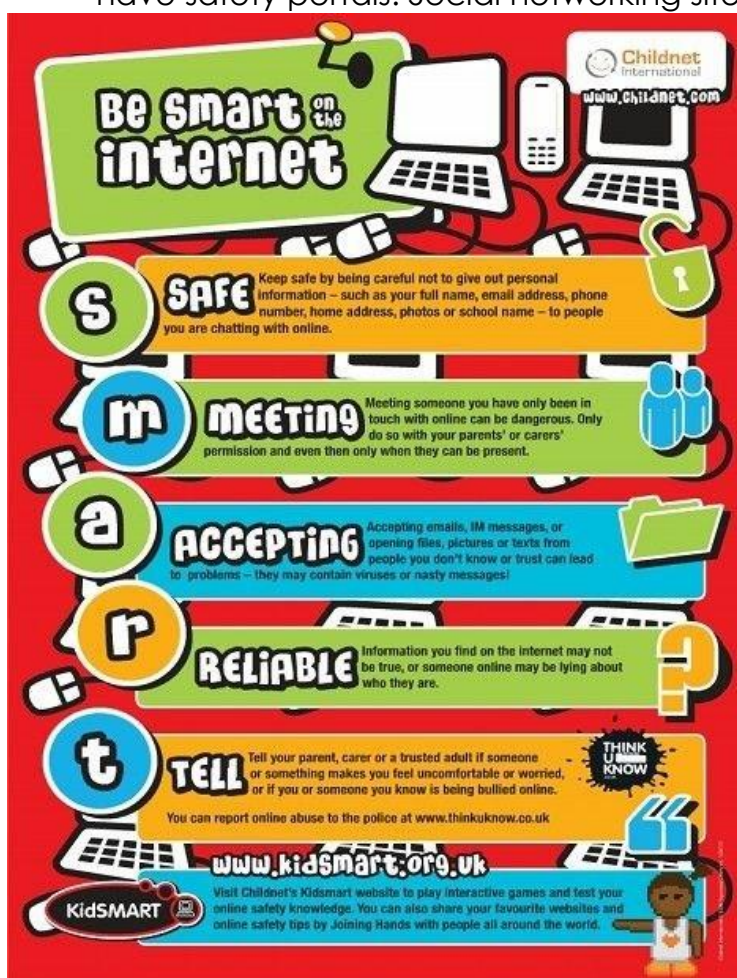 have safety portals. Social networking site
Childnet
International
www.childnet.com
Be smart on
the
internet
s
SAFE Keep safe by being careful not to give out personal
information – such as your full name, email address, phone
number, home address, photos or school name – to people
you are chatting with online.
m
MEETING Meeting someone you have only been in
touch with online can be dangerous. Only
do so with your parents' or carers'
permission and even then only when they can be present.
a
ACCEPTING Accepting emails, IM messages, or
opening files, pictures or texts from
people you don't know or trust can lead
to problems – they may contain viruses or nasty messages!
r
RELIABLE Information you find on the internet may not
be true, or someone online may be lying about
who they are.
t
TELL Tell your parent, carer or a trusted adult if someone
or something makes you feel uncomfortable or worried,
or if you or someone you know is being bullied online.
THINK
U
KNOW
You can report online abuse to the police at www.thinkuknow.co.uk
www.kidsmart.org.uk
KidSMART
Visit Childnet's Kidsmart website to play interactive games and test your
online safety knowledge. You can also share your favourite websites and
online safety tips by Joining Hands with people all around the world.